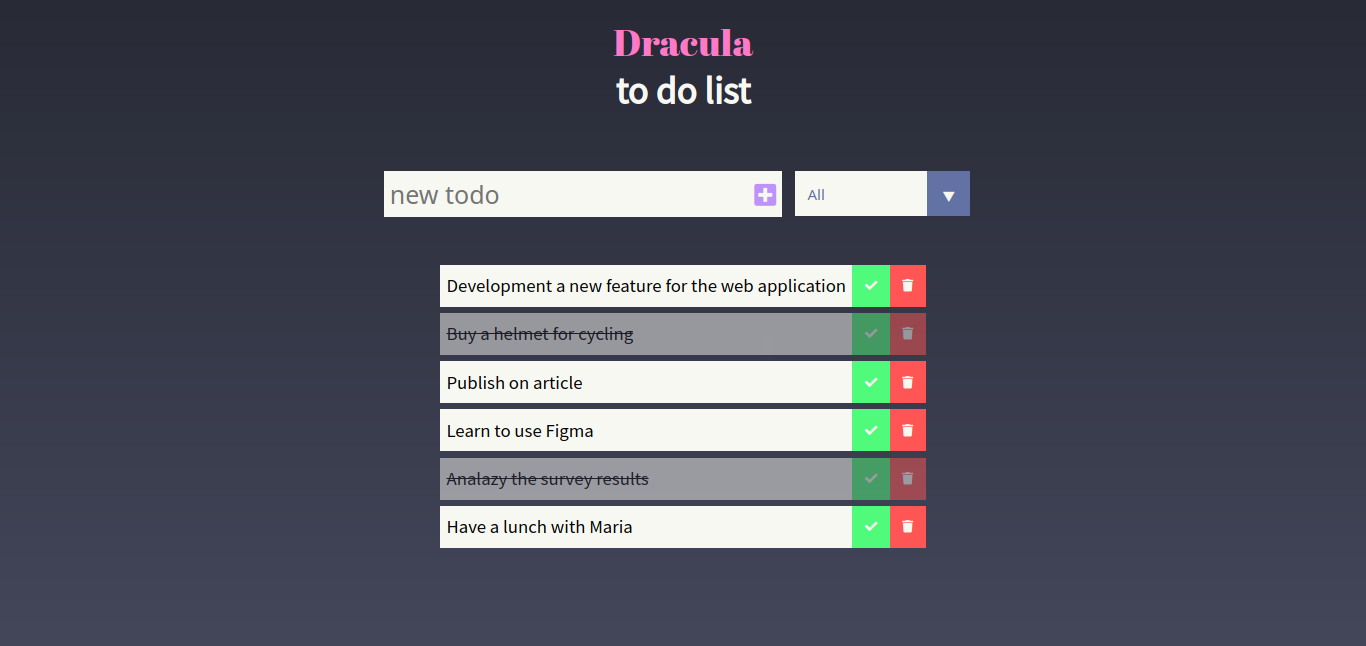 Dracula
to do list
new todo
All
Development a new feature for the web application
Buy a helmet for cycling
Publish on article
Learn to use Figma
Analazy the survey results
Have a lunch with Maria